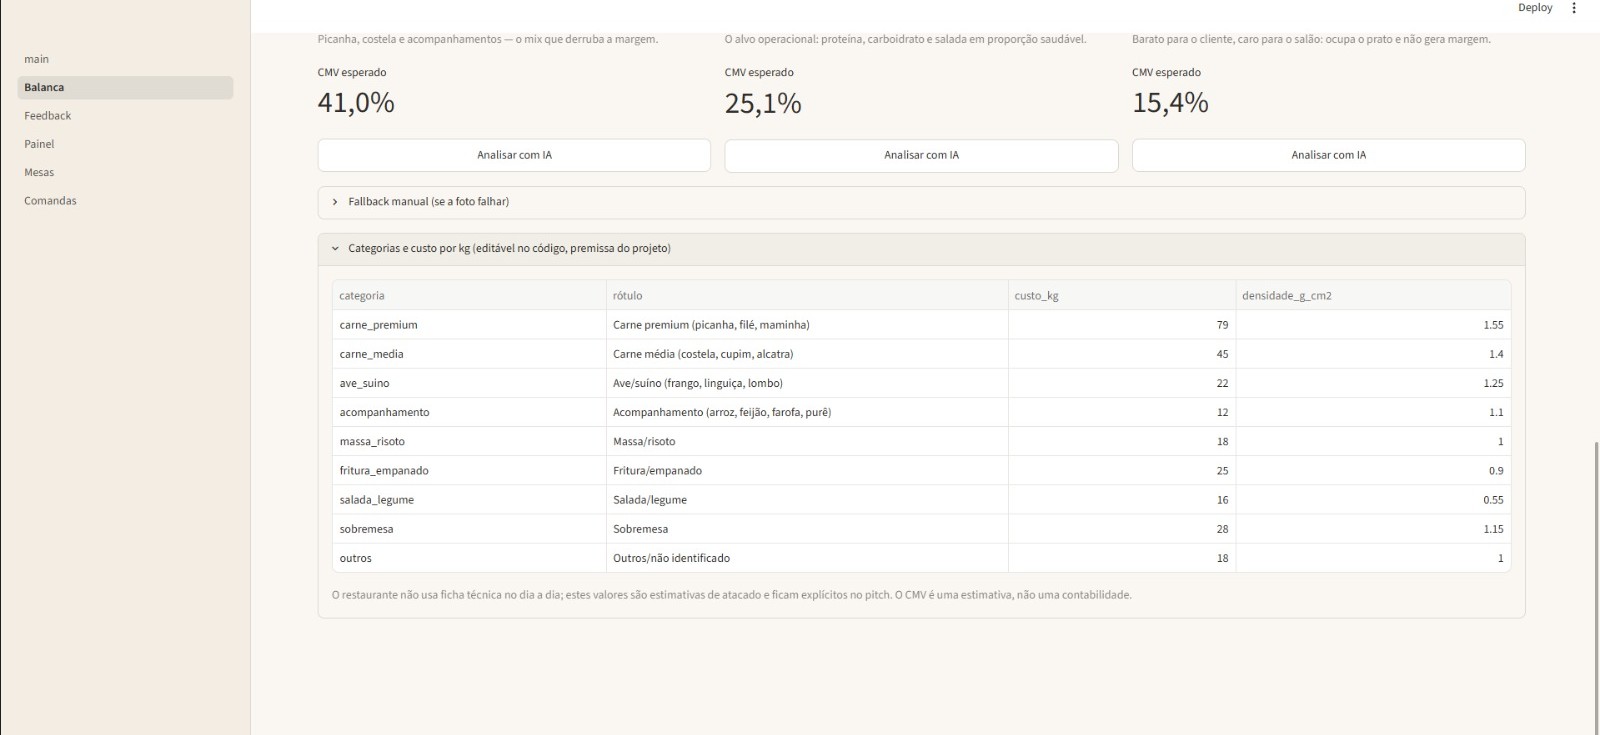 Deploy
main
Balanca
Feedback
Painel
Mesas
Comandas
Picanha, costela e acompanhamentos — o mix que derruba a margem.
O alvo operacional: proteína, carboidrato e salada em proporção saudável.
Barato para o cliente, caro para o salão: ocupa o prato e não gera margem.
CMV esperado
CMV esperado
CMV esperado
41,0%
25,1%
15,4%
Analisar com IA
Analisar com IA
Analisar com IA
Fallback manual (se a foto falhar)
Categorias e custo por kg (editável no código, premissa do projeto)
categoria rótulo custo_kg densidade_g_cm2
carne_premium Carne premium (picanha, filé, maminha) 79 1.55
carne_media Carne média (costela, cupim, alcatra) 45 1.4
ave_suino Ave/suíno (frango, linguiça, lombo) 22 1.25
acompanhamento Acompanhamento (arroz, feijão, farofa, purê) 12 1.1
massa_risoto Massa/risoto 18 1
fritura_empanado Fritura/empanado 25 0.9
salada_legume Salada/legume 16 0.55
sobremesa Sobremesa 28 1.15
outros Outros/não identificado 18 1
O restaurante não usa ficha técnica no dia a dia; estes valores são estimativas de atacado e ficam explícitos no pitch. O CMV é uma estimativa, não uma contabilidade.